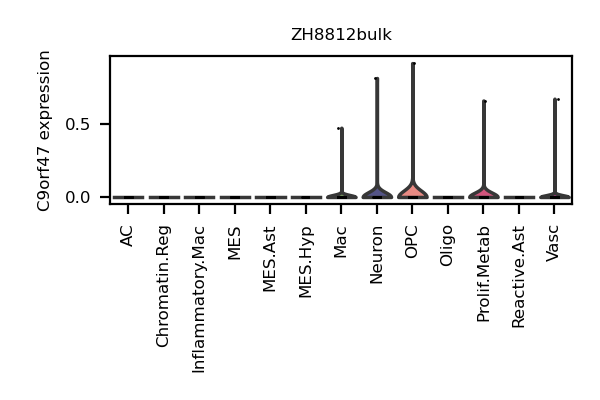 ZH8812bulk
C9orf47 expression
0.5
0.0
AC
Chromatin.Reg
Inflammatory.Mac
MES
MES.Ast
MES.Hyp
Mac
Neuron
OPC
Oligo
Prolif.Metab
Reactive.Ast
Vasc